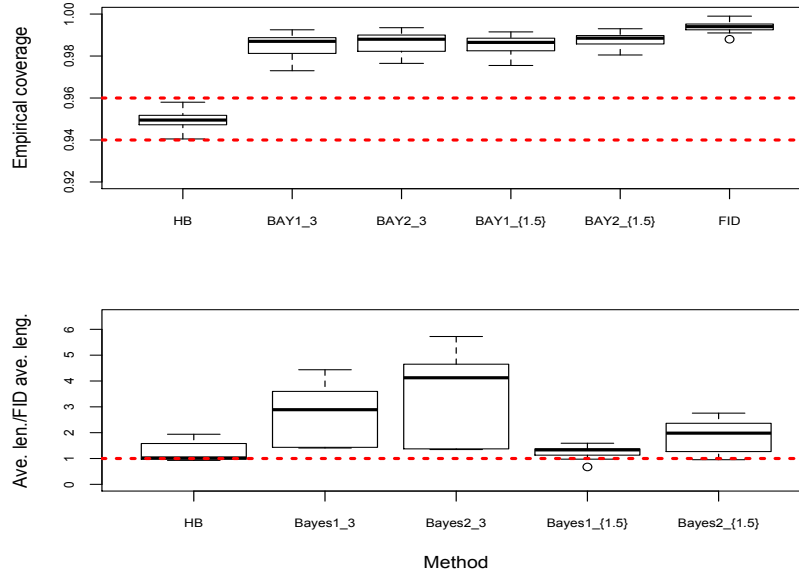 Empirical coverage
1.00
0.98
0.96
0.94
0.92
HB BAY1_3 BAY2_3 BAY1_{1.5} BAY2_{1.5} FID
Ave. len./FID ave. leng.
6
5
4
3
2
1
0
HB Bayes1_3 Bayes2_3 Bayes1_{1.5} Bayes2_{1.5}
Method